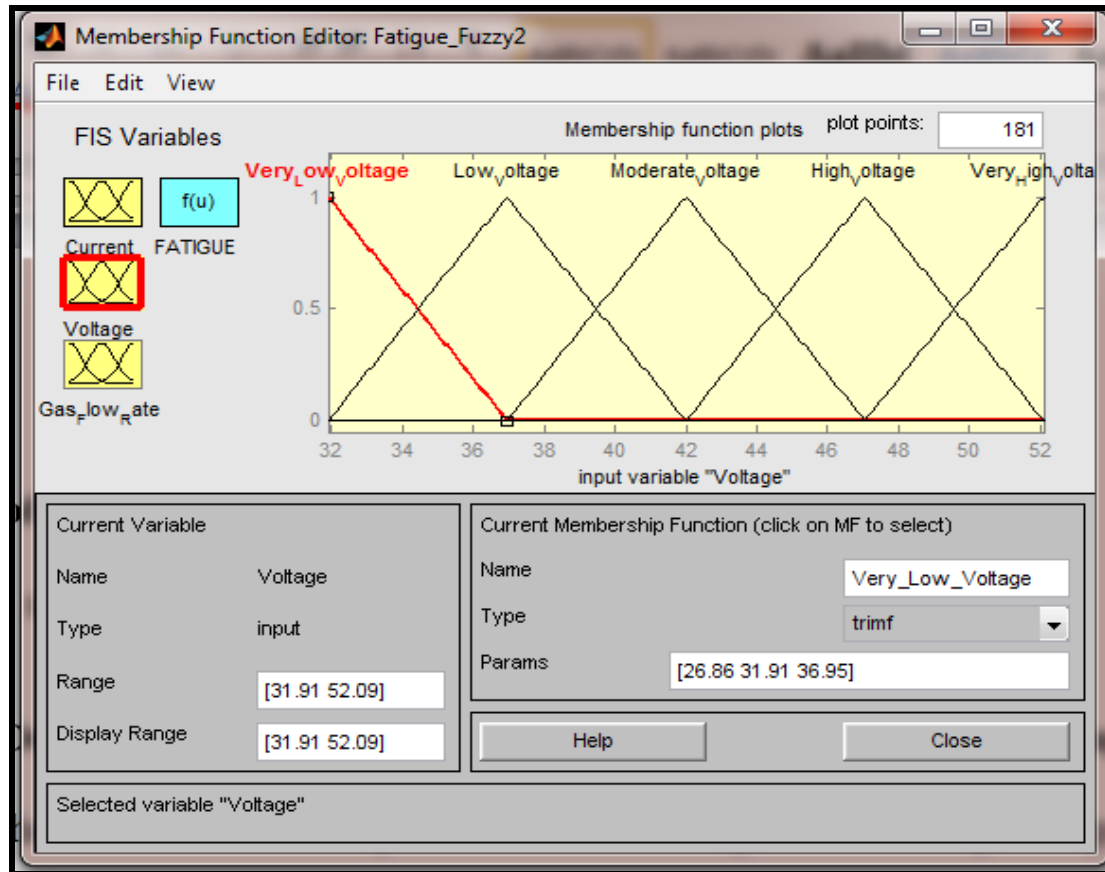 Membership Function Editor: Fatigue_Fuzzy2
File Edit View
FIS Variables
Membership function plots plot points: 181
Very_Low_Voltage Low_Voltage Moderate_Voltage High_Voltage Very_High_Volta
f(u)
Current FATIGUE
Voltage
Gas_Flow_Rate
1
0.5
0
32 34 36 38 40 42 44 46 48 50 52
input variable "Voltage"
Current Variable
Name Voltage
Type input
Range [31.91 52.09]
Display Range [31.91 52.09]
Current Membership Function (click on MF to select)
Name Very_Low_Voltage
Type trimf
Params [26.86 31.91 36.95]
Help Close
Selected variable "Voltage"